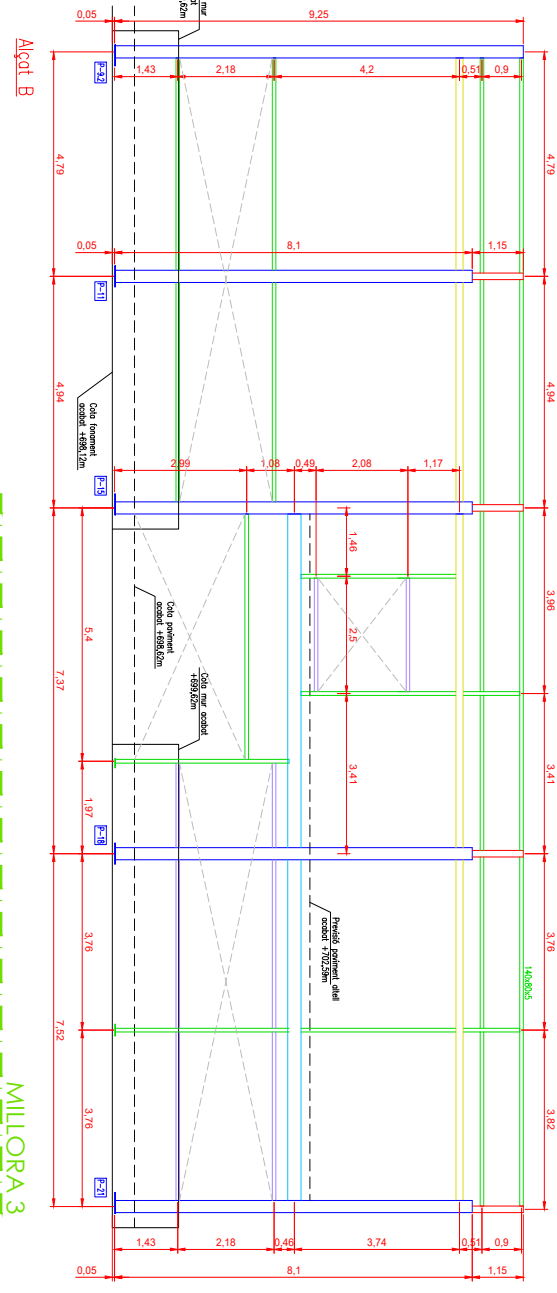 4,79
4,94
3,96
3,41
3,76
3,82
140x80x5
9,25
0,05
0,9
0,51
4,2
2,18
1,43
1,15
8,1
0,05
1,17
2,08
0,49
1,08
2,99
1,46
2,5
3,41
Previsió paviment altell
acabat +702,59m
0,9
0,51
3,74
0,46
2,18
1,43
1,15
8,1
0,05
mur
,62m
Cota mur acabat
+699,62m
Cota paviment
acabat +698,62m
Cota fonament
acabat +698,12m
P-9.2
P-11
P-15
P-18
P-21
5,4
1,97
3,76
3,76
4,79
4,94
7,37
7,52
Alçat B
MILLORA 3